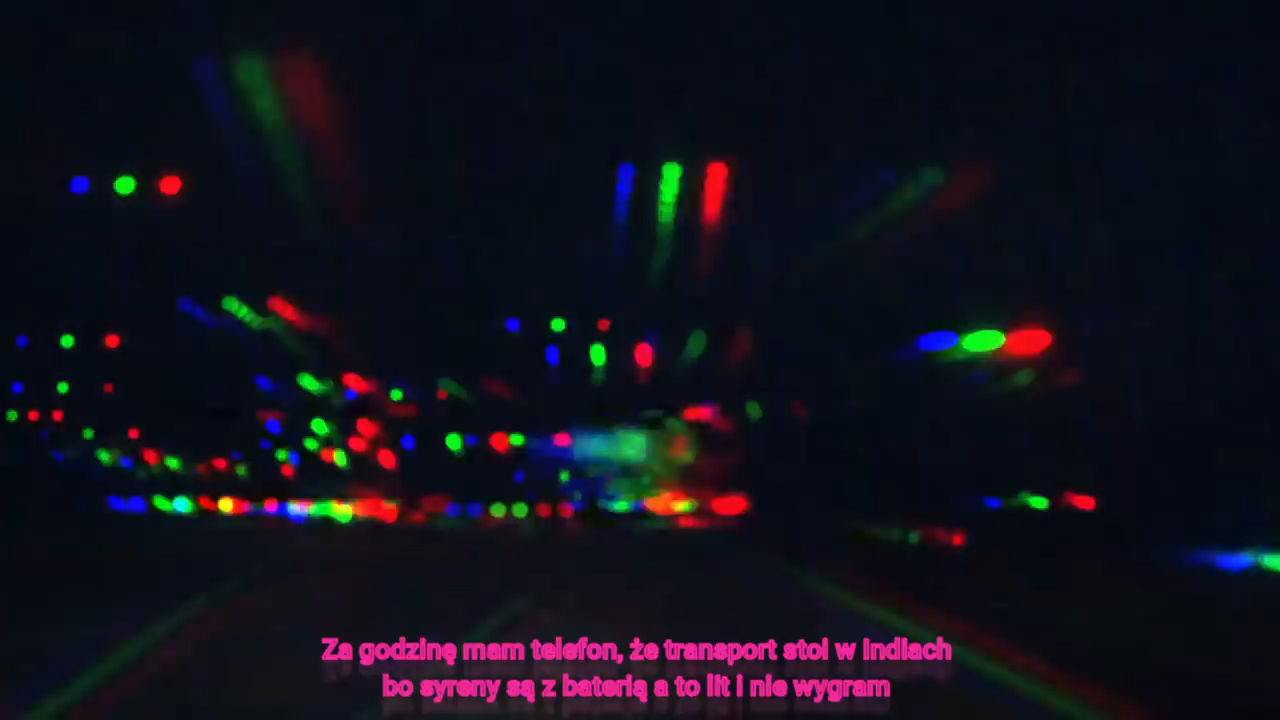 Za godzinę mam telefon, że transport stoi w Indiach
bo syreny są z baterią a to lit i nie wygram